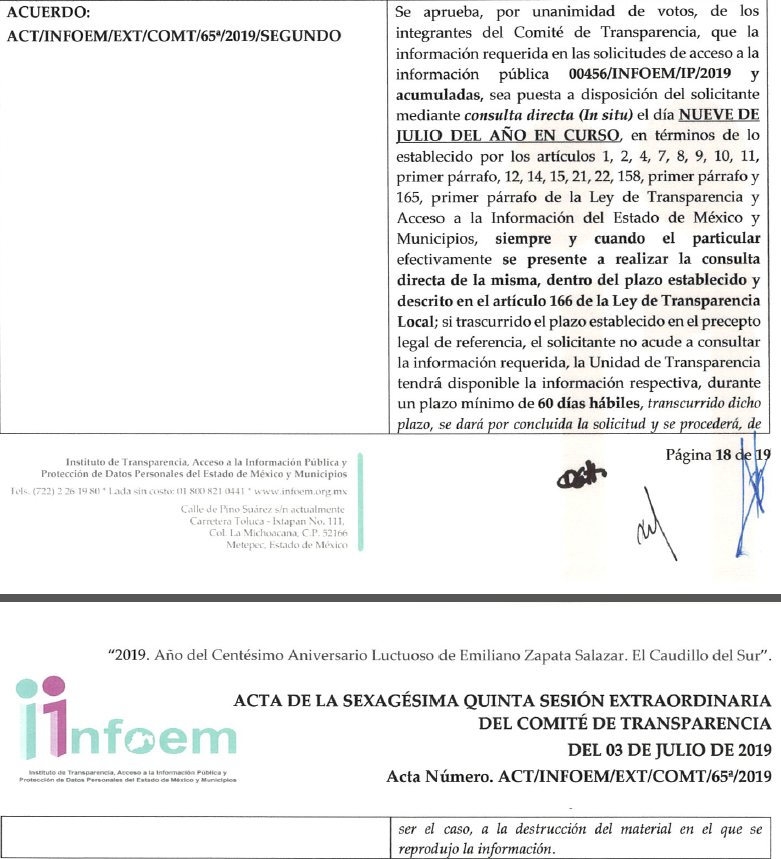 ACUERDO:
ACT/INFOEM/EXT/COMT/65ª/2019/SEGUNDO
Se aprueba, por unanimidad de votos, de los
integrantes del Comité de Transparencia, que la
información requerida en las solicitudes de acceso a la
información pública 00456/INFOEM/IP/2019 y
acumuladas, sea puesta a disposición del solicitante
mediante consulta directa (In situ) el día NUEVE DE
JULIO DEL AÑO EN CURSO, en términos de lo
establecido por los artículos 1, 2, 4, 7, 8, 9, 10, 11,
primer párrafo, 12, 14, 15, 21, 22, 158, primer párrafo y
165, primer párrafo de la Ley de Transparencia y
Acceso a la Información del Estado de México y
Municipios, siempre y cuando el particular
efectivamente se presente a realizar la consulta
directa de la misma, dentro del plazo establecido y
descrito en el artículo 166 de la Ley de Transparencia
Local; si trascurrido el plazo establecido en el precepto
legal de referencia, el solicitante no acude a consultar
la información requerida, la Unidad de Transparencia
tendrá disponible la información respectiva, durante
un plazo mínimo de 60 días hábiles, transcurrido dicho
plazo, se dará por concluida la solicitud y se procederá, de
Página 18 de 19
Instituto de Transparencia, Acceso a la Información Pública y
Protección de Datos Personales del Estado de México y Municipios
Tels. (722) 2 26 19 80 * Lada sin costo: 01 800 821 0441 * www.infoem.org.mx
Calle de Pino Suárez s/n actualmente
Carretera Toluca - Ixtapan No. 111,
Col. La Michoacana, C.P. 52166
Metepec, Estado de México
"2019. Año del Centésimo Aniversario Luctuoso de Emiliano Zapata Salazar. El Caudillo del Sur".
infoem
Instituto de Transparencia, Acceso a la Información Pública y
Protección de Datos Personales del Estado de México y Municipios
ACTA DE LA SEXAGÉSIMA QUINTA SESIÓN EXTRAORDINARIA
DEL COMITÉ DE TRANSPARENCIA
DEL 03 DE JULIO DE 2019
Acta Número. ACT/INFOEM/EXT/COMT/65ª/2019
ser el caso, a la destrucción del material en el que se
reprodujo la información.